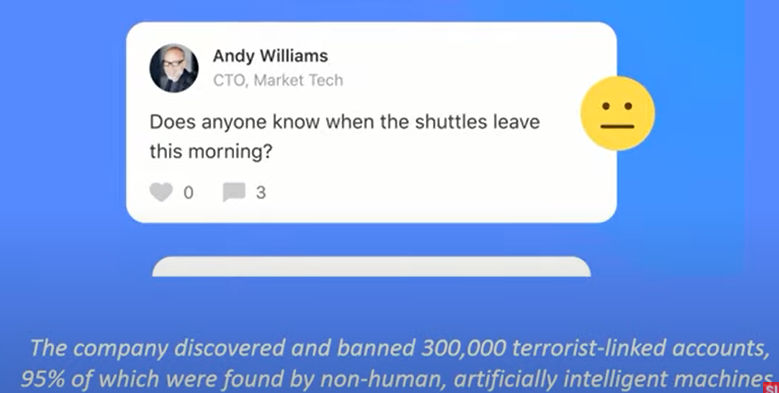 Andy Williams
CTO, Market Tech
Does anyone know when the shuttles leave
this morning?
0 3
The company discovered and banned 300,000 terrorist-linked accounts,
95% of which were found by non-human, artificially intelligent machines